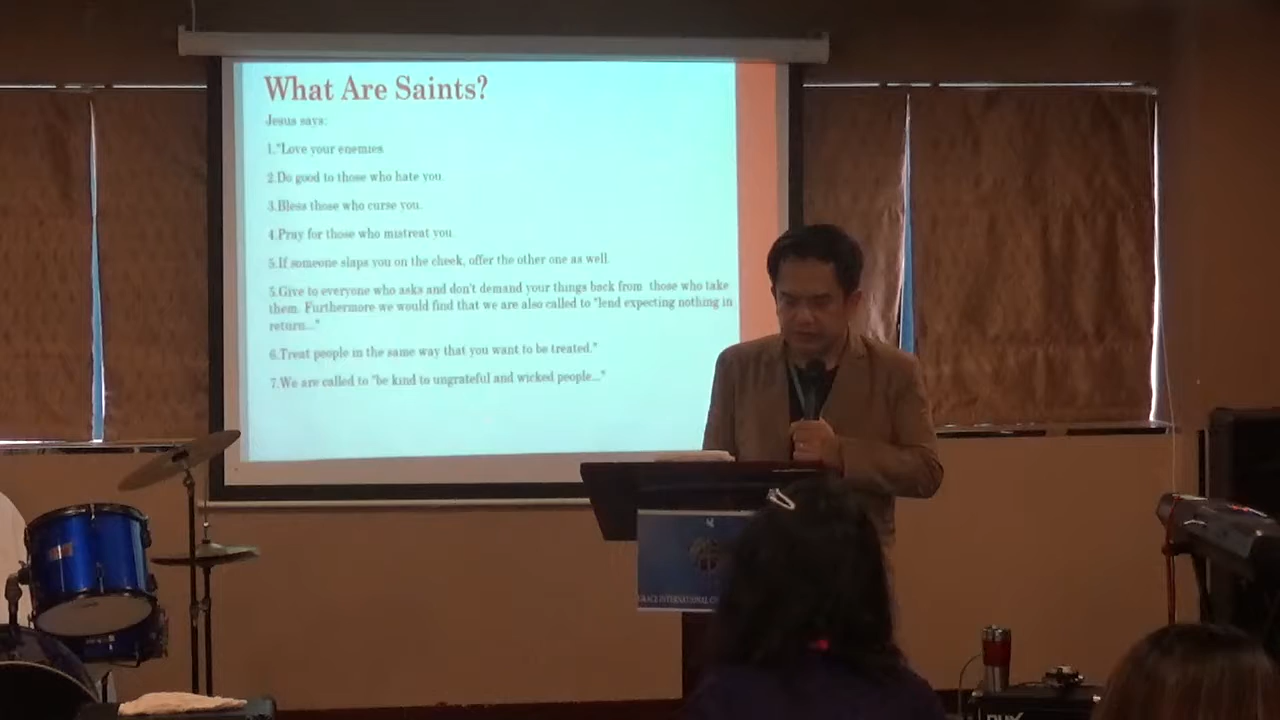 What Are Saints?
Jesus says:
1."Love your enemies
2.Do good to those who hate you.
3.Bless those who curse you.
4.Pray for those who mistreat you
5.If someone slaps you on the cheek, offer the other one as well.
5.Give to everyone who asks and don't demand your things back from those who take
them. Furthermore we would find that we are also called to "lend expecting nothing in
return..."
6.Treat people in the same way that you want to be treated."
7.We are called to "be kind to ungrateful and wicked people..."
GRACE INTERNATIONAL